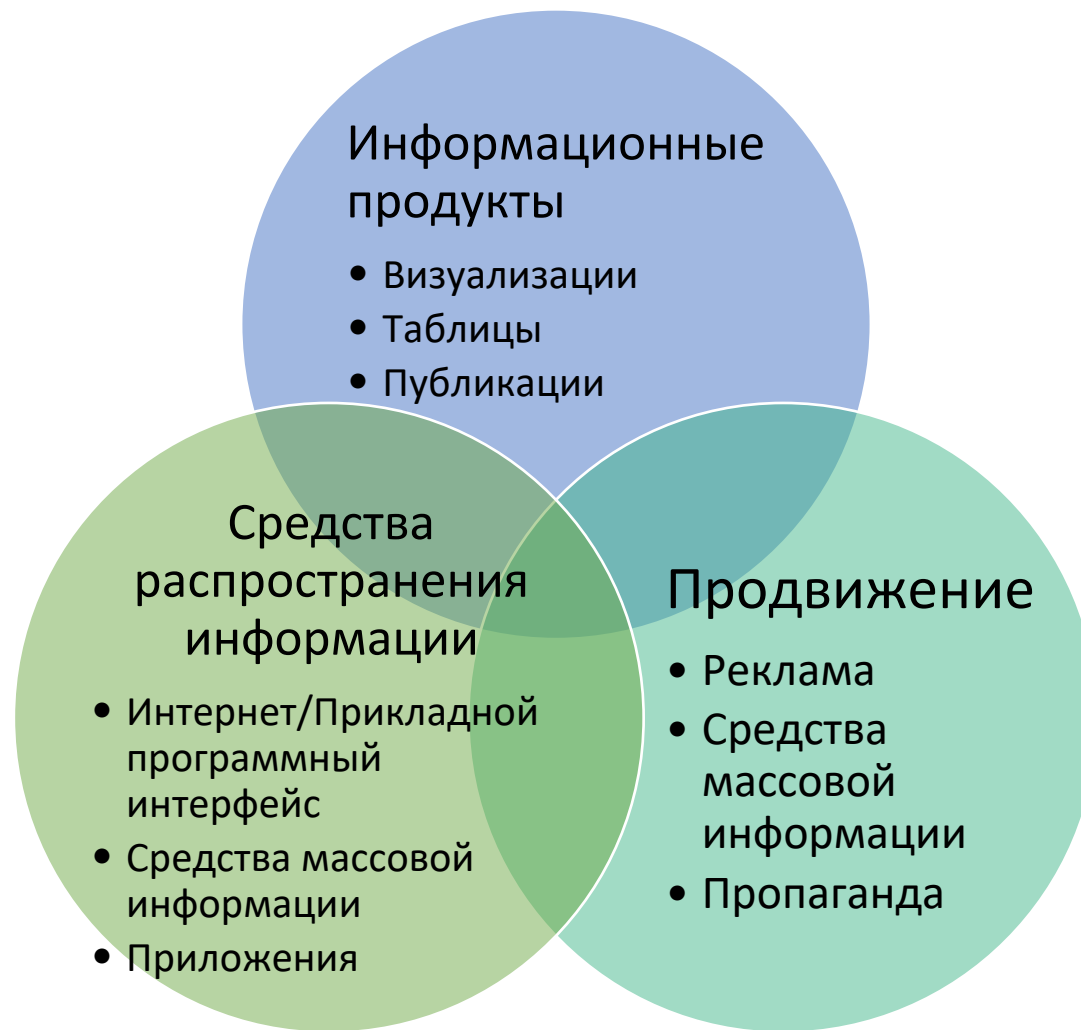 Информационные
продукты
• Визуализации
• Таблицы
• Публикации
Средства
распространения
информации
• Интернет/Прикладной
программный
интерфейс
• Средства массовой
информации
• Приложения
Продвижение
• Реклама
• Средства
массовой
информации
• Пропаганда